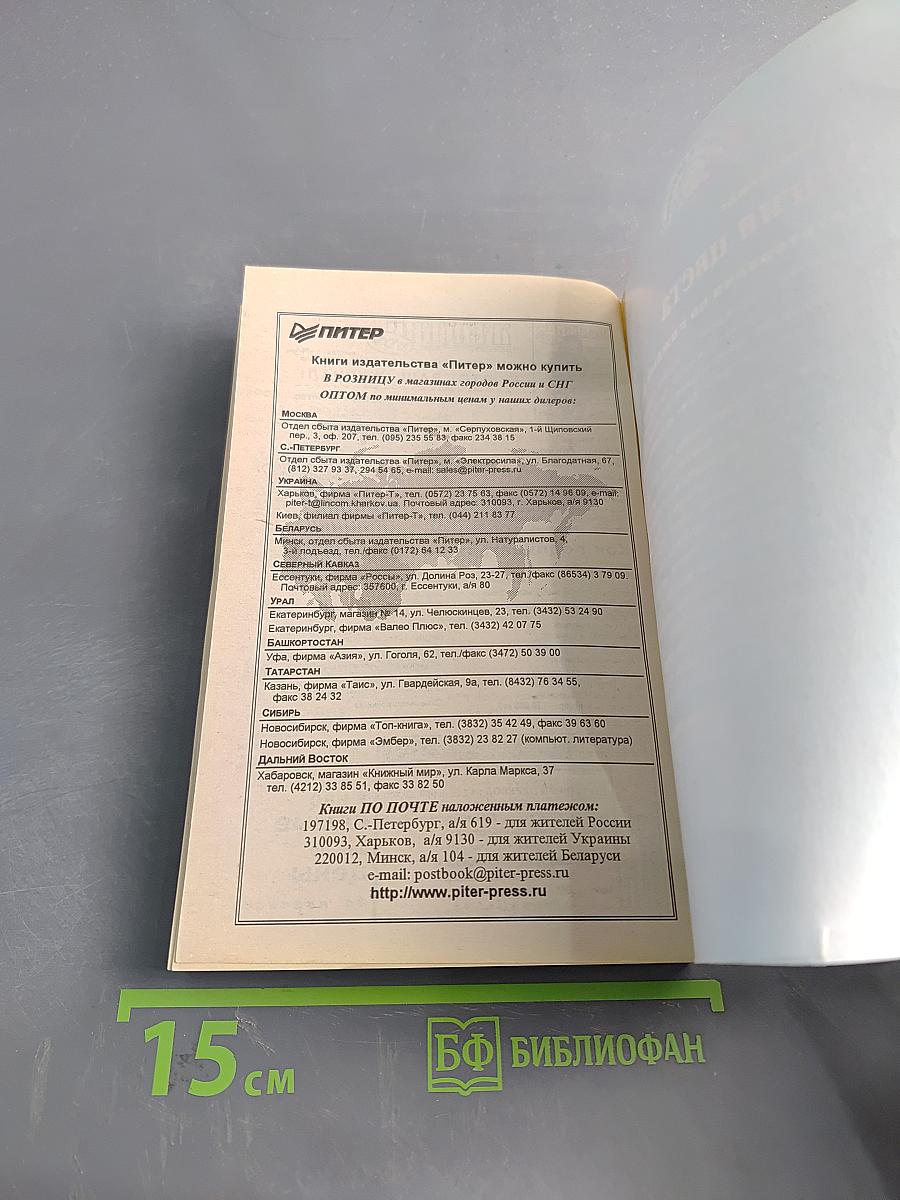 ПИТЕР
Книги издательства «Питер» можно купить
В РОЗНИЦУ в магазинах городов России и СНГ
ОПТОМ по минимальным ценам у наших дилеров:
МОСКВА
Отдел сбыта издательства «Питер», м. «Серпуховская», 1-й Щиповский
пер., 3, оф. 207, тел. (095) 235 55 83, факс 234 38 15
С.-ПЕТЕРБУРГ
Отдел сбыта издательства «Питер», м. «Электросила», ул. Благодатная, 67,
(812) 327 93 37, 294 54 65, e-mail: sales@piter-press.ru
УКРАИНА
Харьков, фирма «Питер-Т», тел. (0572) 23 75 63, факс (0572) 14 96 09, e-mail:
piter-t@lincom.kharkov.ua. Почтовый адрес: 310093, г. Харьков, а/я 9130
Киев, филиал фирмы «Питер-Т», тел. (044) 211 83 77
БЕЛАРУСЬ
Минск, отдел сбыта издательства «Питер», ул. Натуралистов, 4,
3-й подъезд, тел./факс (0172) 64 12 33
СЕВЕРНЫЙ КАВКАЗ
Ессентуки, фирма «Россы», ул. Долина Роз, 23-27, тел./факс (86534) 3 79 09.
Почтовый адрес: 357600, г. Ессентуки, а/я 80
УРАЛ
Екатеринбург, магазин № 14, ул. Челюскинцев, 23, тел. (3432) 53 24 90
Екатеринбург, фирма «Валео Плюс», тел. (3432) 42 07 75
БАШКОРТОСТАН
Уфа, фирма «Азия», ул. Гоголя, 62, тел./факс (3472) 50 39 00
ТАТАРСТАН
Казань, фирма «Таис», ул. Гвардейская, 9а, тел. (8432) 76 34 55,
факс 38 24 32
СИБИРЬ
Новосибирск, фирма «Топ-книга», тел. (3832) 35 42 49, факс 39 63 60
Новосибирск, фирма «Эмбер», тел. (3832) 23 82 27 (компьют. литература)
ДАЛЬНИЙ ВОСТОК
Хабаровск, магазин «Книжный мир», ул. Карла Маркса, 37
тел. (4212) 33 85 51, факс 33 82 50
Книги ПО ПОЧТЕ наложенным платежом:
197198, С.-Петербург, а/я 619 - для жителей России
310093, Харьков, а/я 9130 - для жителей Украины
220012, Минск, а/я 104 - для жителей Беларуси
e-mail: postbook@piter-press.ru
http://www.piter-press.ru
15 см
БФ БИБЛИОФАН